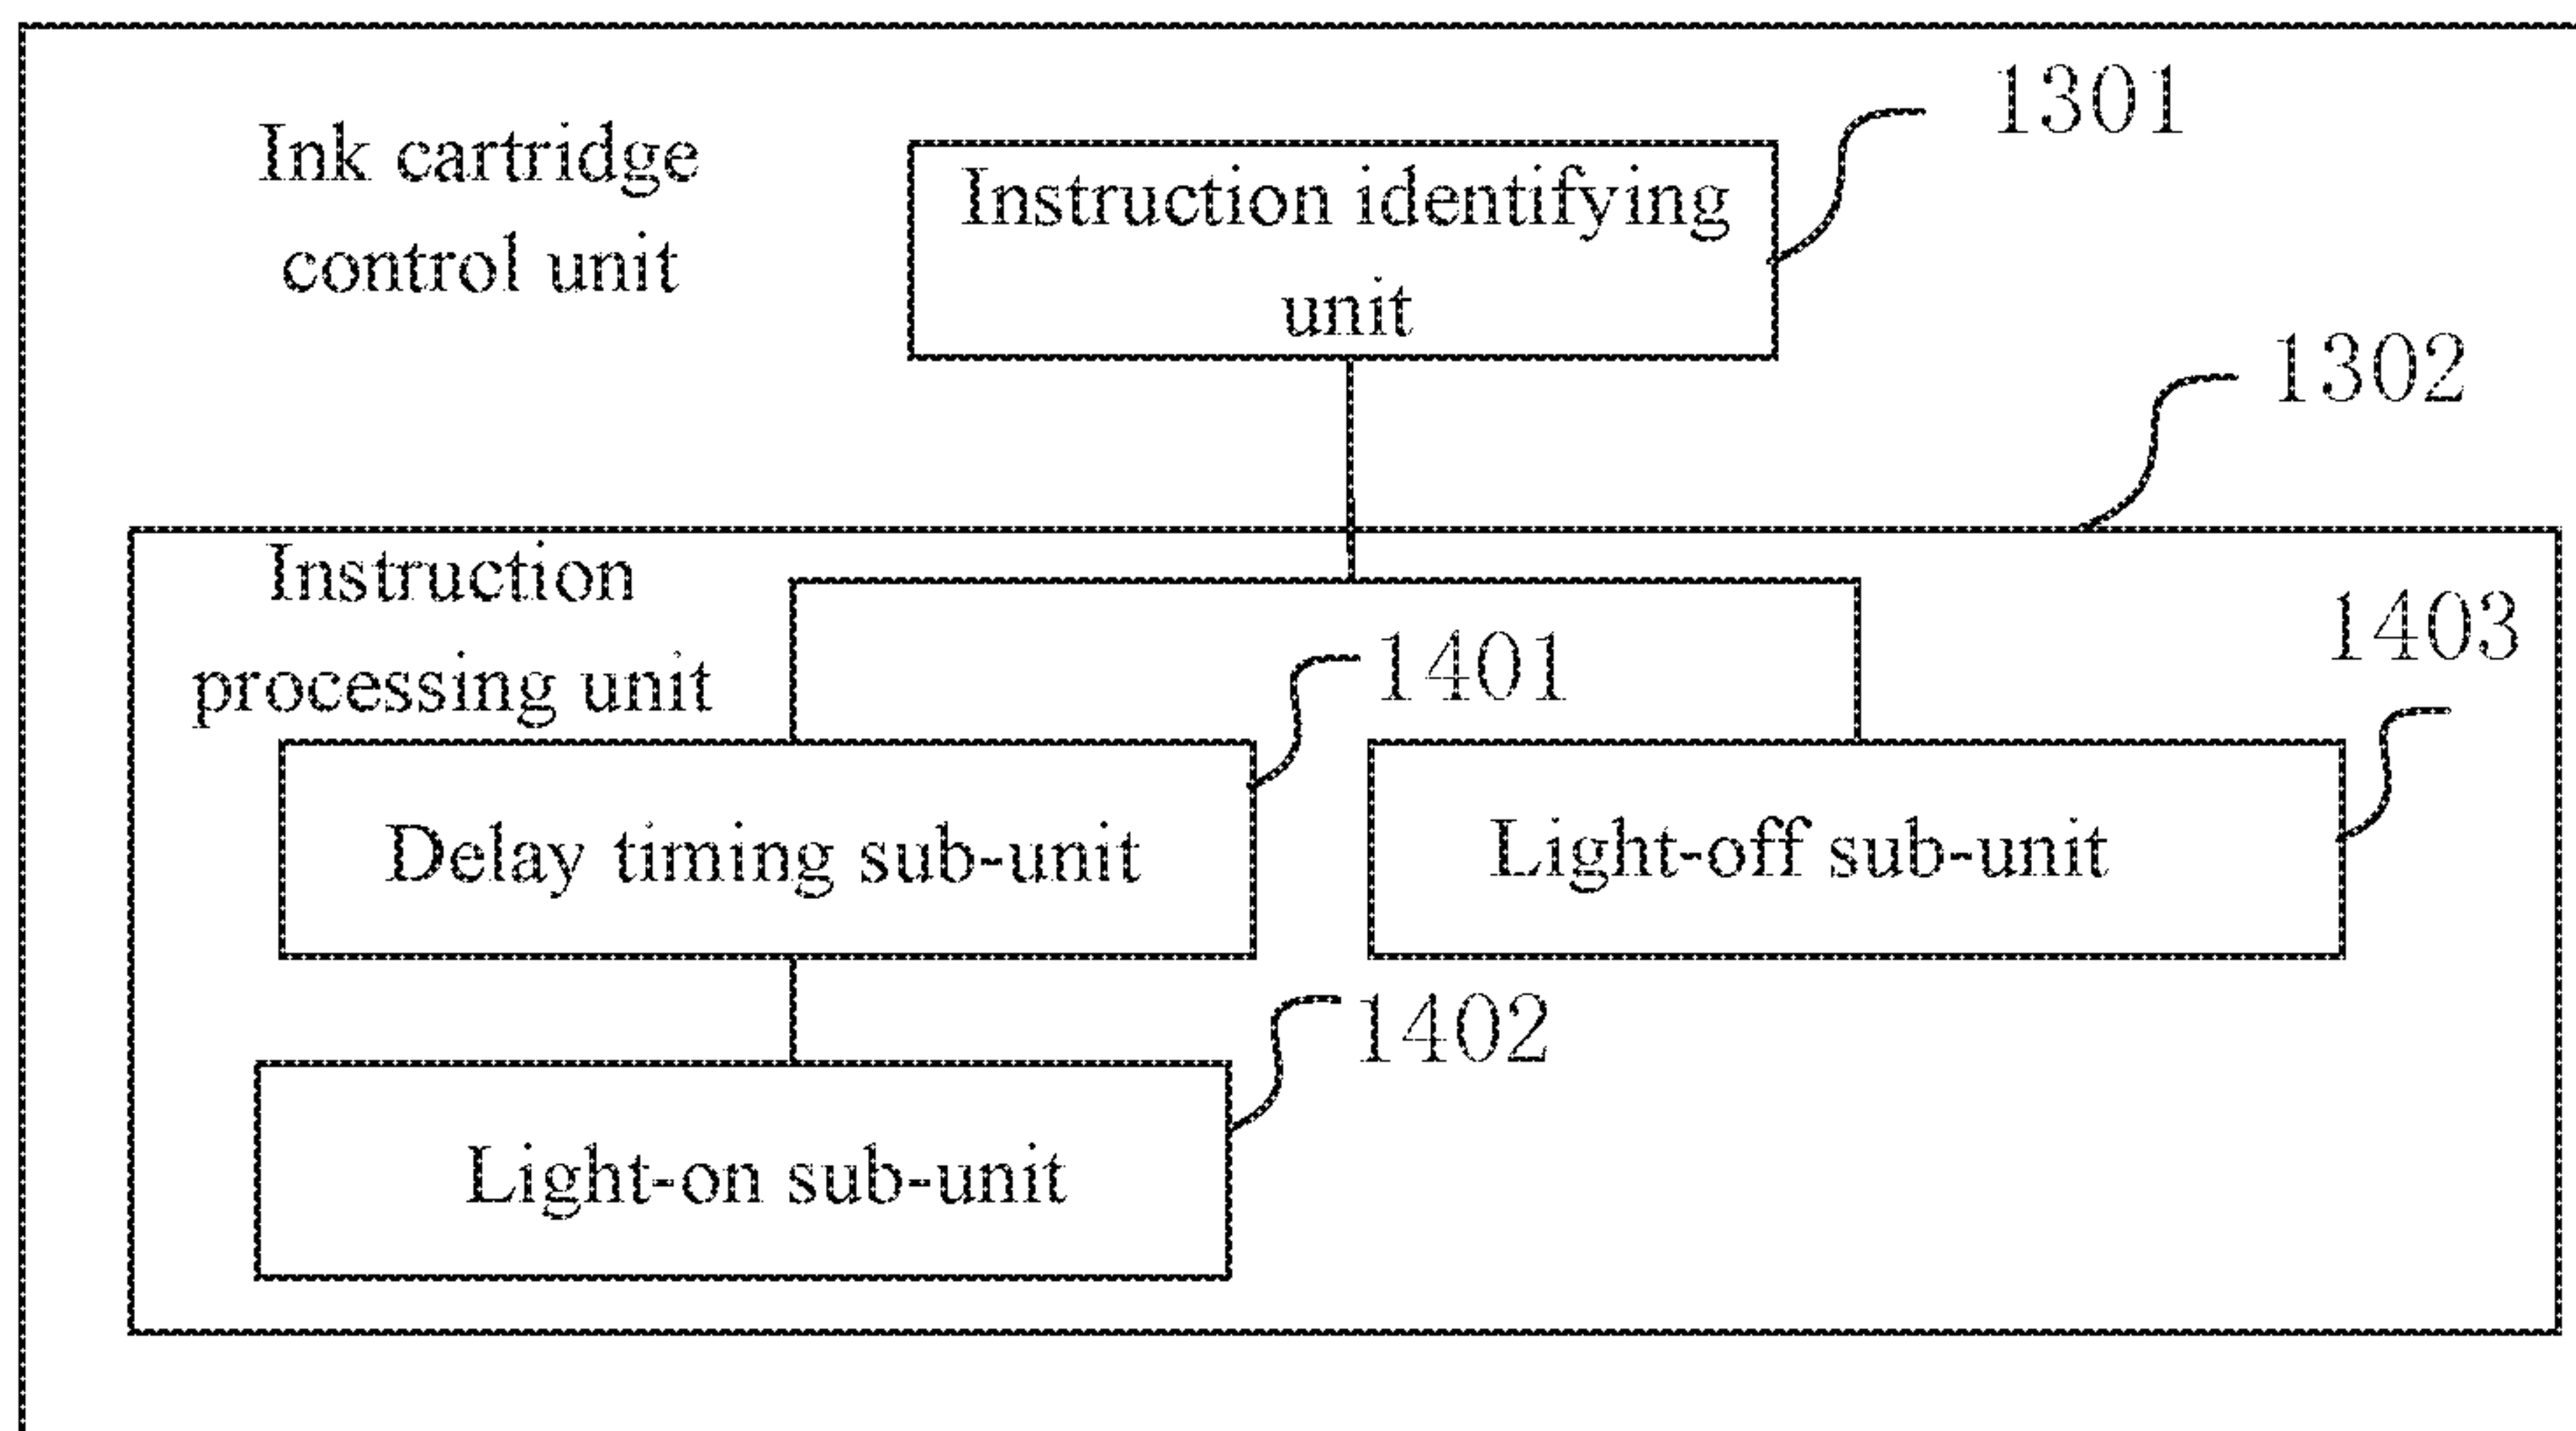 1301
Ink cartridge
control unit
Instruction identifying
unit
1302
Instruction
processing unit
1403
1401
Delay timing sub-unit
Light-off sub-unit
1402
Light-on sub-unit